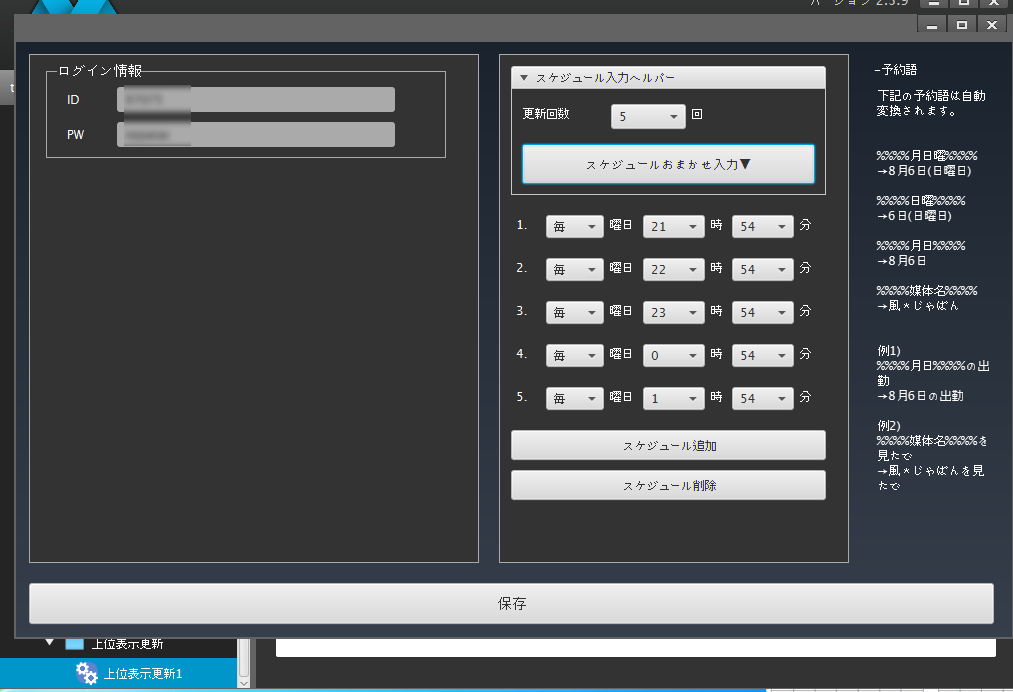 バージョン 2.3.9
t
ログイン情報
ID
PW
スケジュール入力ヘルパー
更新回数 5 回
スケジュールおまかせ入力▼
1. 毎 曜日 21 時 54 分
2. 毎 曜日 22 時 54 分
3. 毎 曜日 23 時 54 分
4. 毎 曜日 0 時 54 分
5. 毎 曜日 1 時 54 分
スケジュール追加
スケジュール削除
-予約語
下記の予約語は自動
変換されます。
%%%%月日曜%%%%
→8月6日(日曜日)
%%%%日曜%%%%
→6日(日曜日)
%%%%月日%%%%
→8月6日
%%%%媒体名%%%%
→風*じゃぱん
例1)
%%%%月日%%%%の出
勤
→8月6日の出勤
例2)
%%%%媒体名%%%%を
見たで
→風*じゃぱんを見
たで
保存
上位表示更新
上位表示更新1